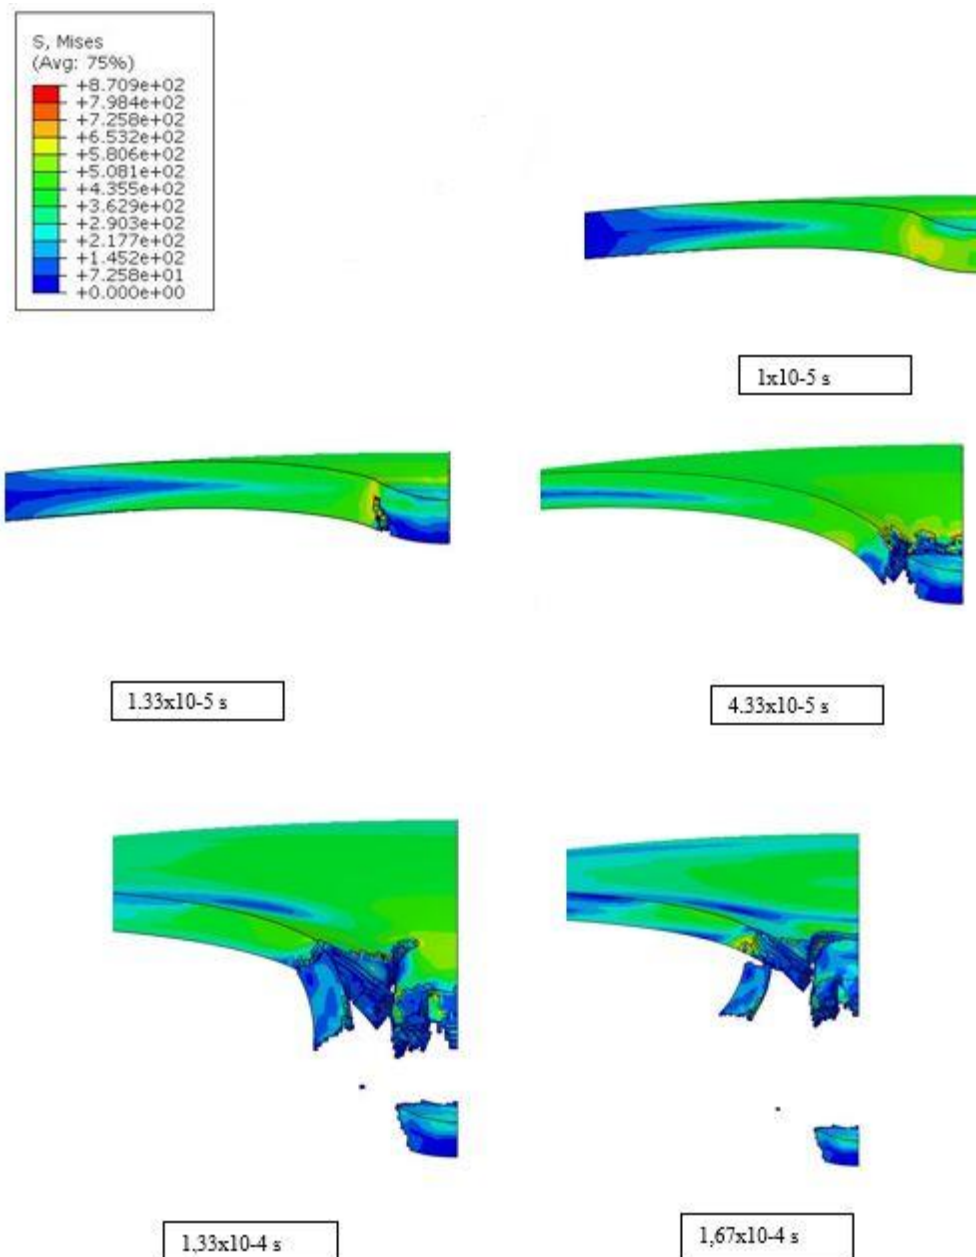 S, Mises
(Avg: 75%)
+8.709e+02
+7.984e+02
+7.258e+02
+6.532e+02
+5.806e+02
+5.081e+02
+4.355e+02
+3.629e+02
+2.903e+02
+2.177e+02
+1.452e+02
+7.258e+01
+0.000e+00
1x10-5 s
1.33x10-5 s
4.33x10-5 s
1,33x10-4 s
1,67x10-4 s